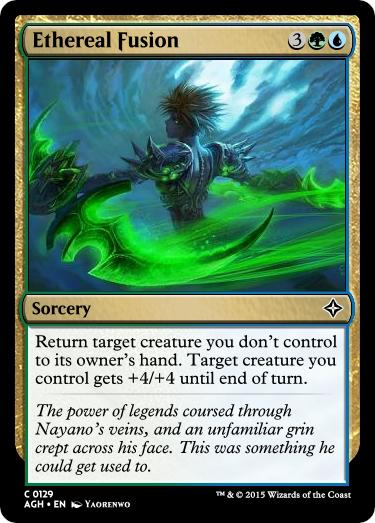 Ethereal Fusion 3
Sorcery
Return target creature you don't control
to its owner's hand. Target creature you
control gets +4/+4 until end of turn.
The power of legends coursed through
Nayano's veins, and an unfamiliar grin
crept across his face. This was something he
could get used to.
C 0129
AGH • EN Yaorenwo
™ & © 2015 Wizards of the Coast